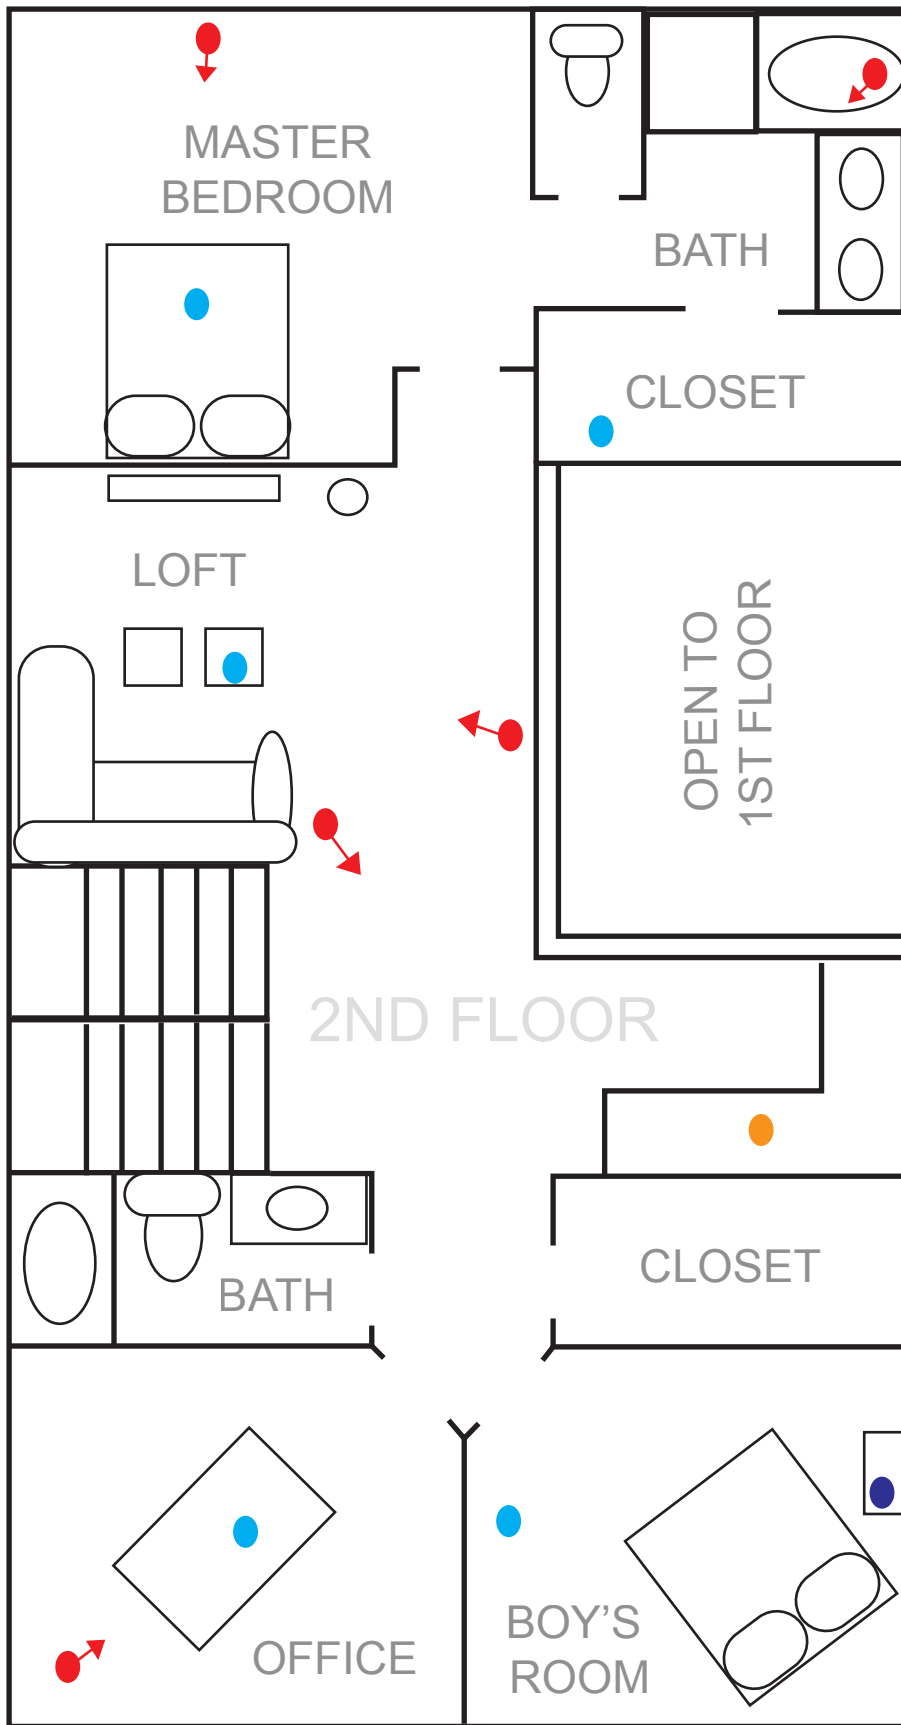 MASTER
BEDROOM
BATH
CLOSET
LOFT
OPEN TO
1ST FLOOR
2ND FLOOR
CLOSET
BATH
BOY’S
ROOM
OFFICE